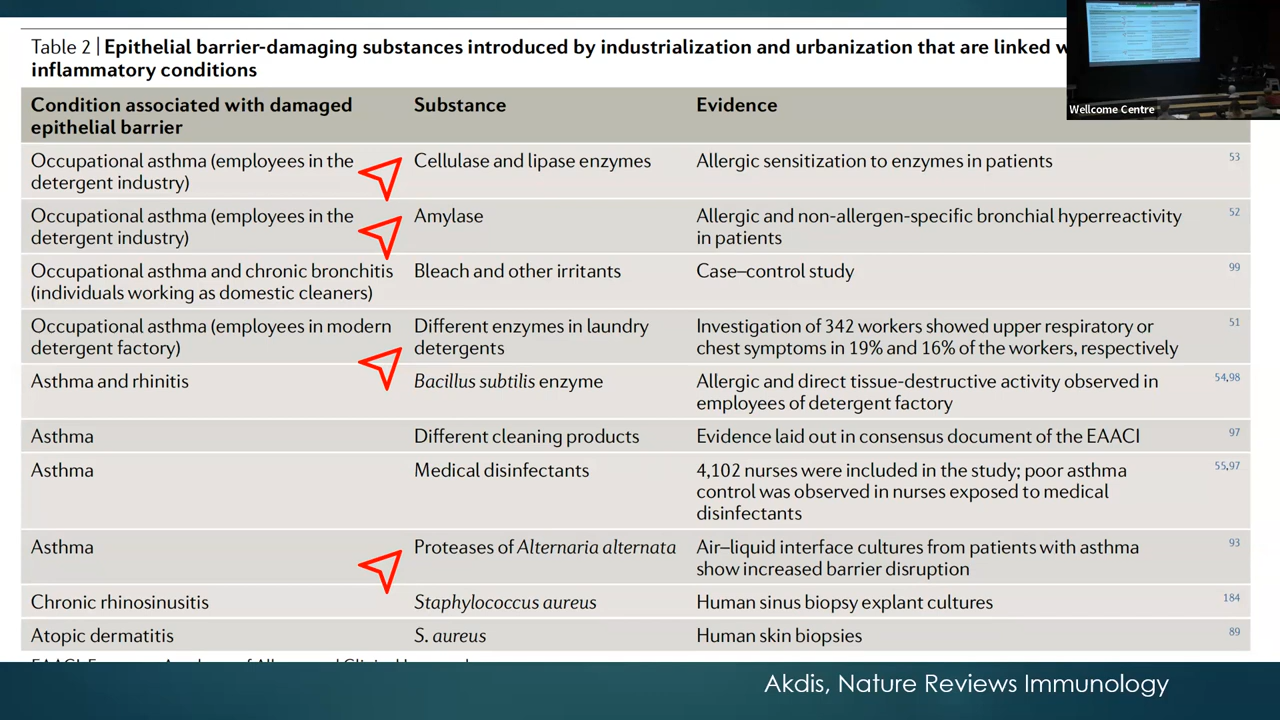 Table 2 | Epithelial barrier-damaging substances introduced by industrialization and urbanization that are linked
inflammatory conditions
Wellcome Centre
Condition associated with damaged epithelial barrier
Substance
Evidence
Occupational asthma (employees in the
detergent industry)
Cellulase and lipase enzymes
Allergic sensitization to enzymes in patients
53
Occupational asthma (employees in the
detergent industry)
Amylase
Allergic and non-allergen-specific bronchial hyperreactivity
in patients
52
Occupational asthma and chronic bronchitis
(individuals working as domestic cleaners)
Bleach and other irritants
Case–control study
99
Occupational asthma (employees in modern
detergent factory)
Different enzymes in laundry
detergents
Investigation of 342 workers showed upper respiratory or
chest symptoms in 19% and 16% of the workers, respectively
51
Asthma and rhinitis
Bacillus subtilis enzyme
Allergic and direct tissue-destructive activity observed in
employees of detergent factory
54,98
Asthma
Different cleaning products
Evidence laid out in consensus document of the EAACI
97
Asthma
Medical disinfectants
4,102 nurses were included in the study; poor asthma
control was observed in nurses exposed to medical
disinfectants
55,97
Asthma
Proteases of Alternaria alternata
Air–liquid interface cultures from patients with asthma
show increased barrier disruption
93
Chronic rhinosinusitis
Staphylococcus aureus
Human sinus biopsy explant cultures
184
Atopic dermatitis
S. aureus
Human skin biopsies
89
Akdis, Nature Reviews Immunology